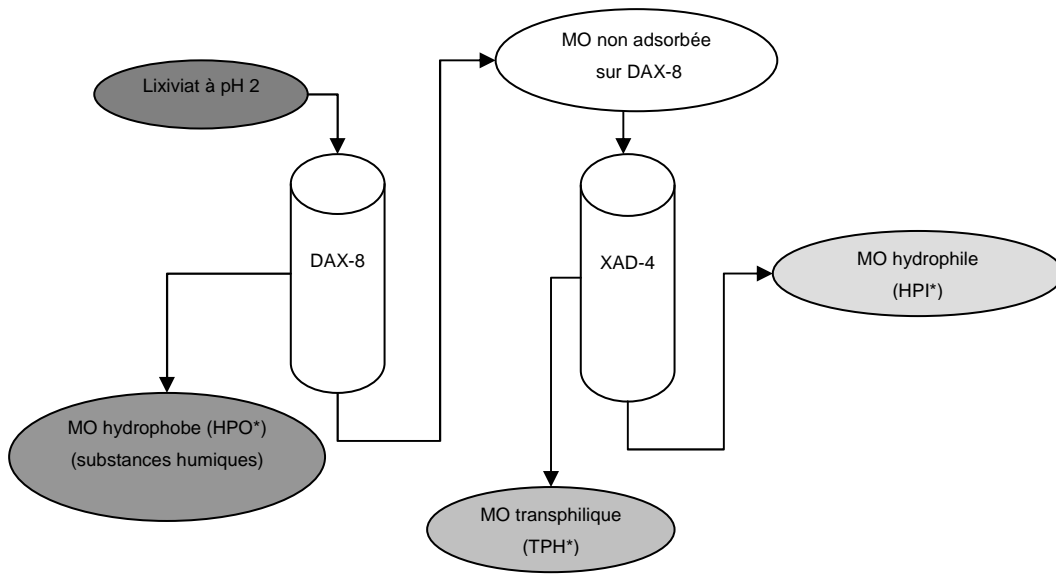 MO non adsorbée
sur DAX-8
Lixiviat à pH 2
DAX-8
XAD-4
MO hydrophile
(HPI*)
MO hydrophobe (HPO*)
(substances humiques)
MO transphilique
(TPH*)